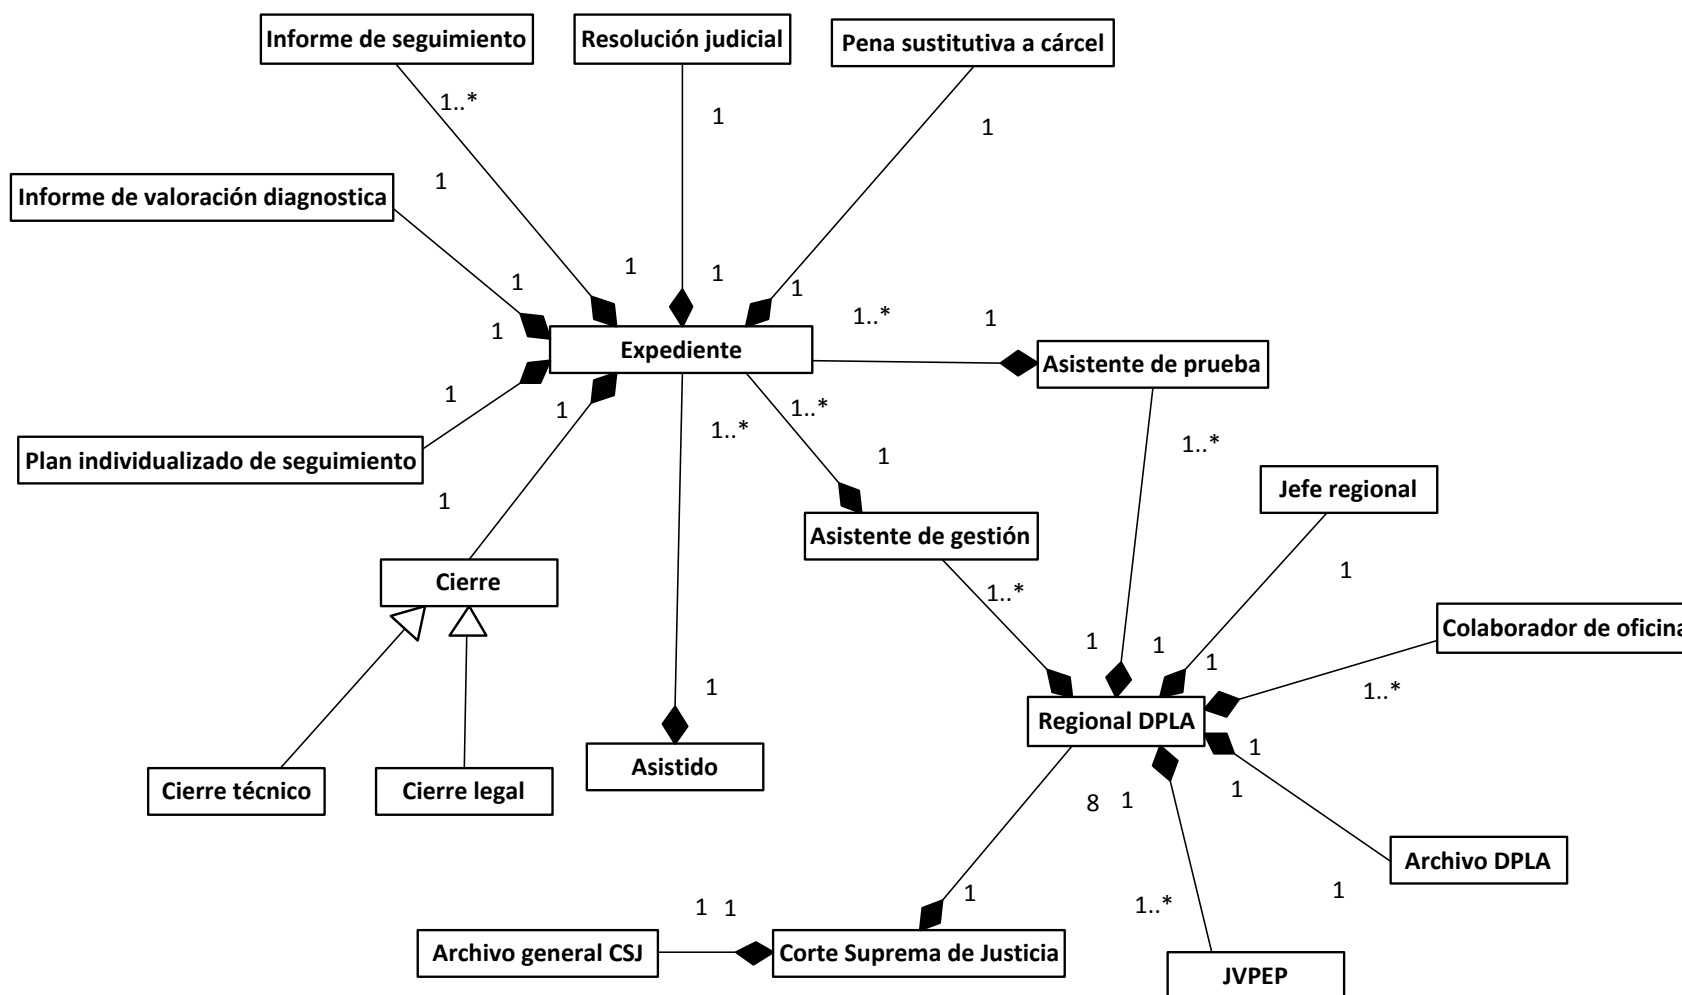 Informe de seguimiento
Resolución judicial
Pena sustitutiva a cárcel
1..*
1
1
Informe de valoración diagnostica
1
1
1
1
1
1
1..*
1
Expediente
Asistente de prueba
1
1
1..*
1..*
1..*
Plan individualizado de seguimiento
1
1
Jefe regional
Asistente de gestión
Cierre
1..*
1
Colaborador de oficina
1
1
1
1
1..*
Regional DPLA
Asistido
1
Cierre técnico
Cierre legal
8
1
1
Archivo DPLA
1
1
1
1..*
1
Archivo general CSJ
Corte Suprema de Justicia
JVPEP